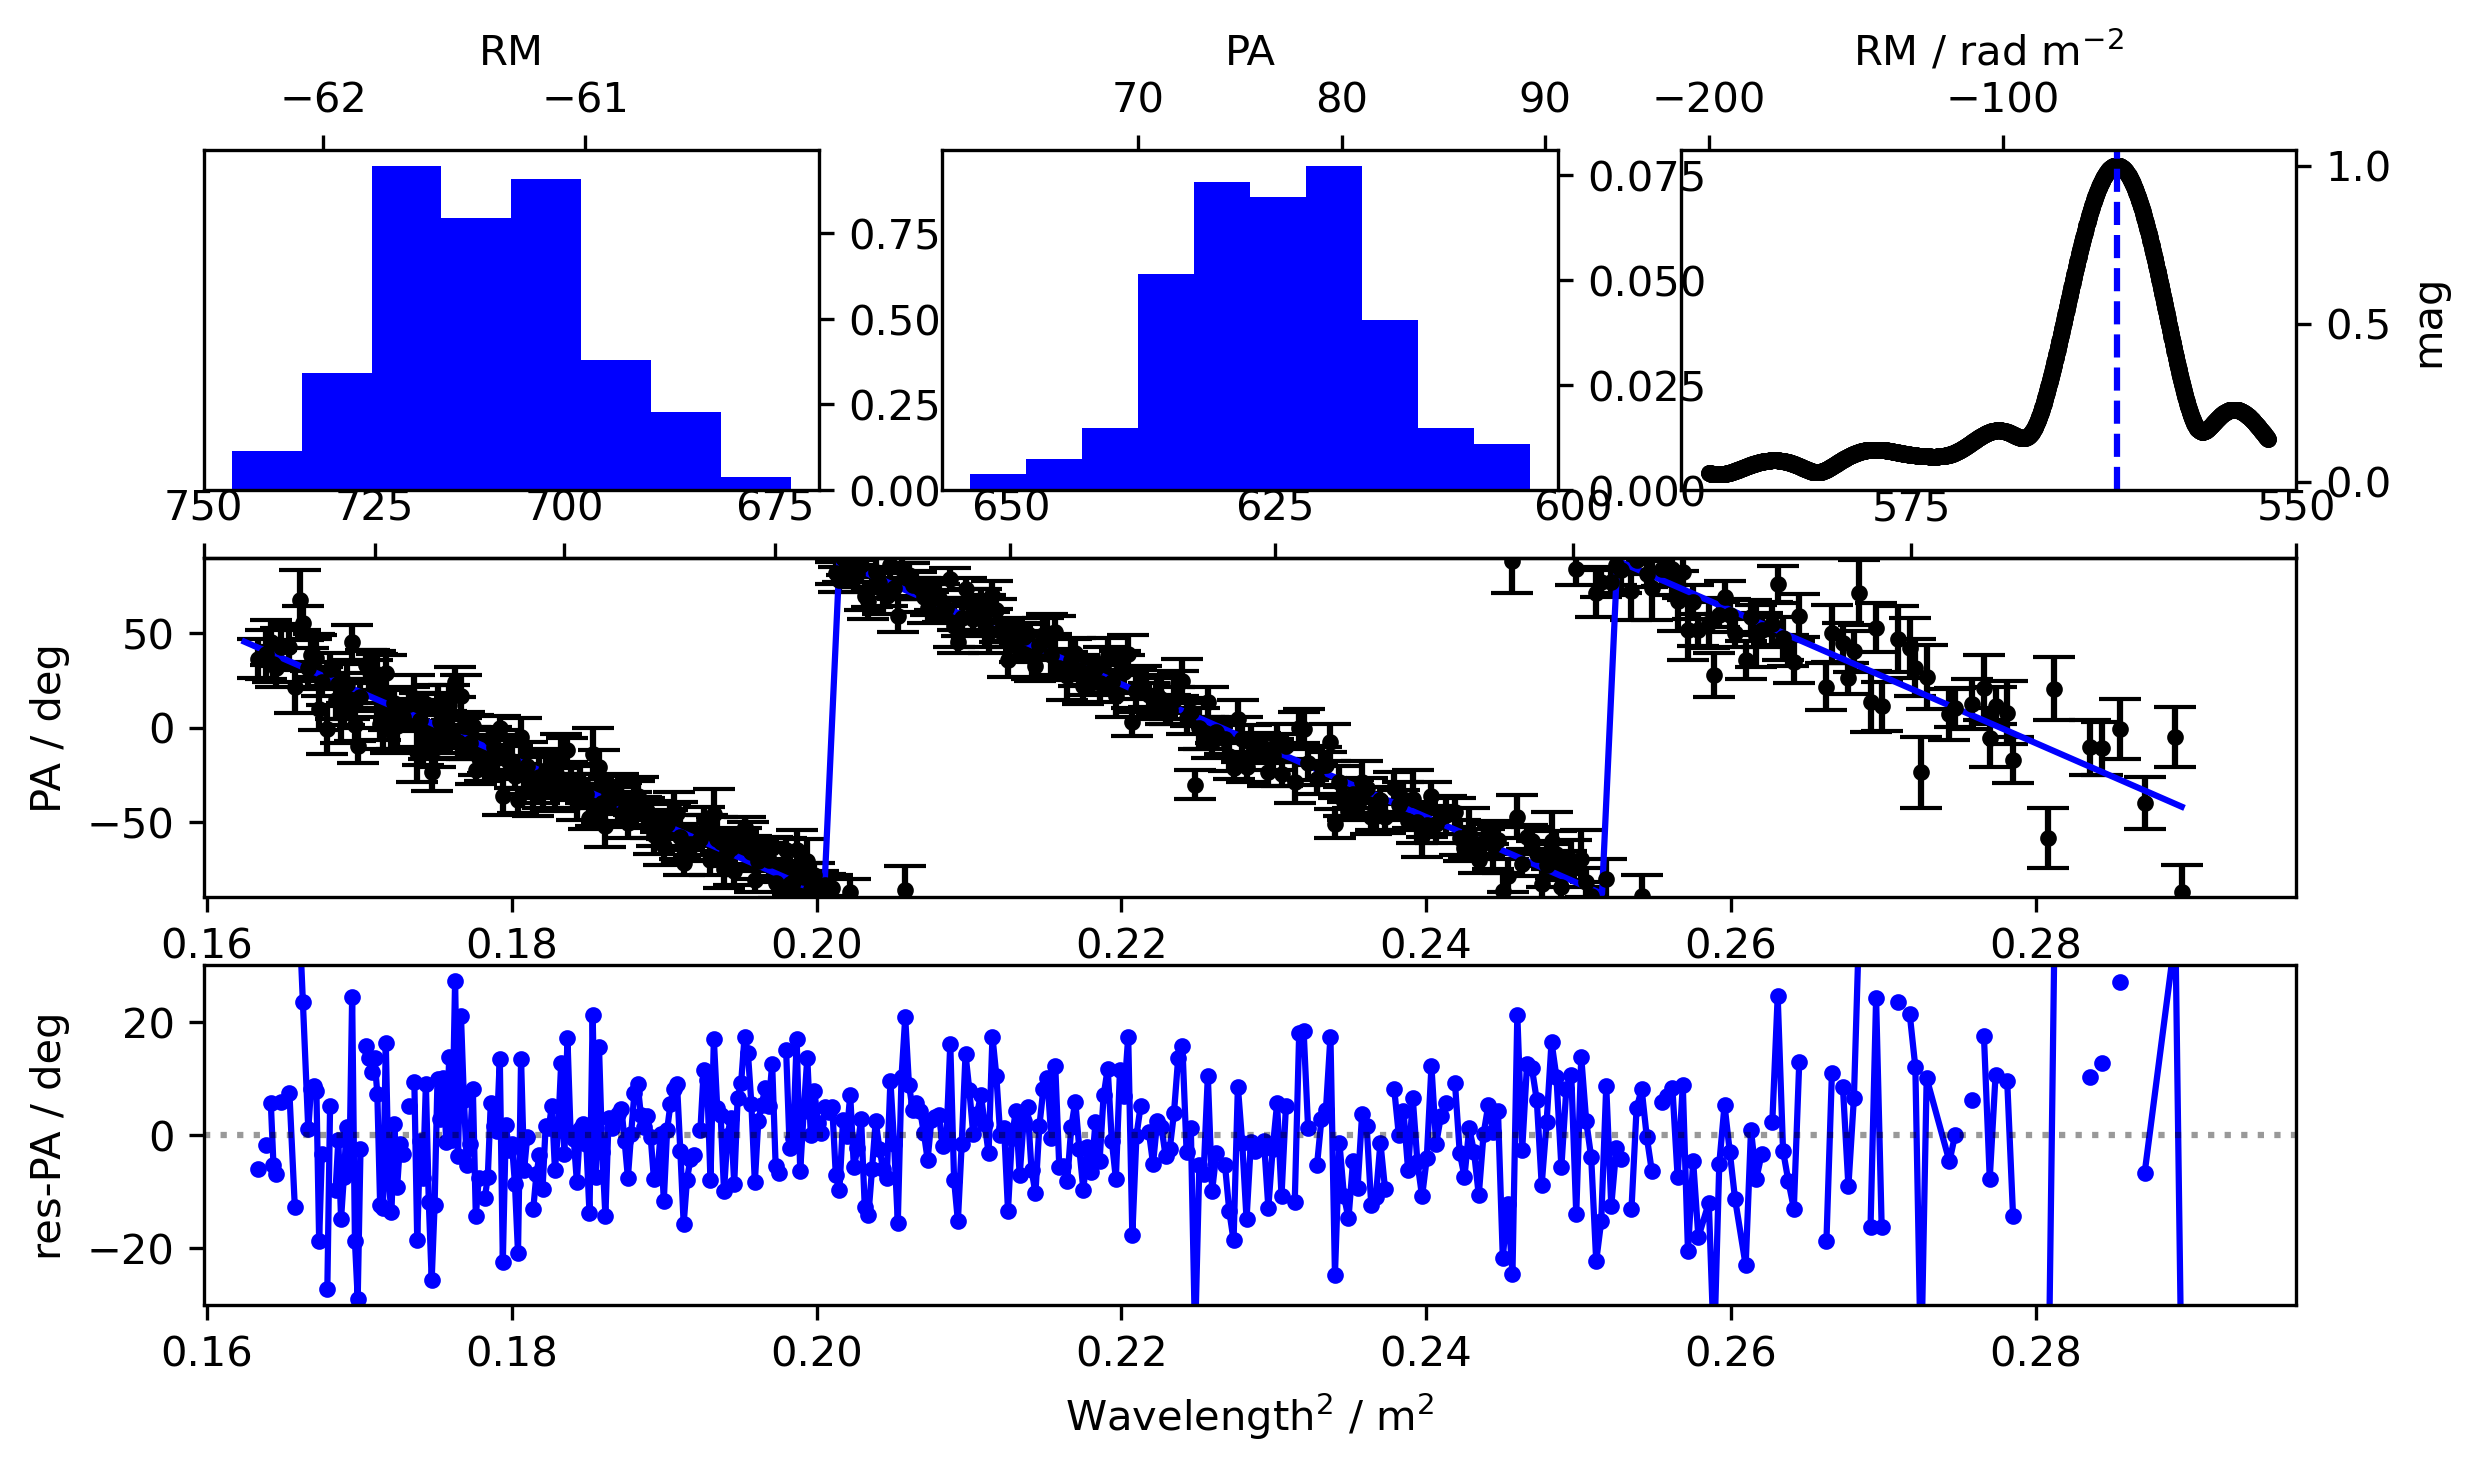 RM PA RM / rad m⁻²
−62 −61 70 80 90 −200 −100
1.0
0.075
0.75
0.50 0.050 0.5 mag
0.25 0.025
0.00 0.000 0.0
750 725 700 675 650 625 600 575 550
PA / deg
50
0
−50
0.16 0.18 0.20 0.22 0.24 0.26 0.28
res-PA / deg
20
0
−20
0.16 0.18 0.20 0.22 0.24 0.26 0.28
Wavelength² / m²